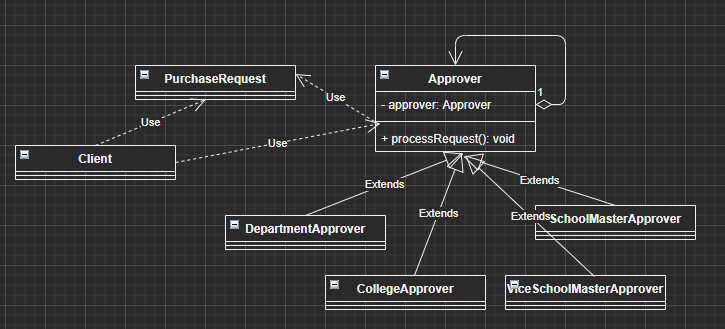 PurchaseRequest
Approver
1
- approver: Approver
Use
Use
+ processRequest(): void
Use
Client
Extends
Extends
Extends
Extends
SchoolMasterApprover
DepartmentApprover
CollegeApprover
ViceSchoolMasterApprover